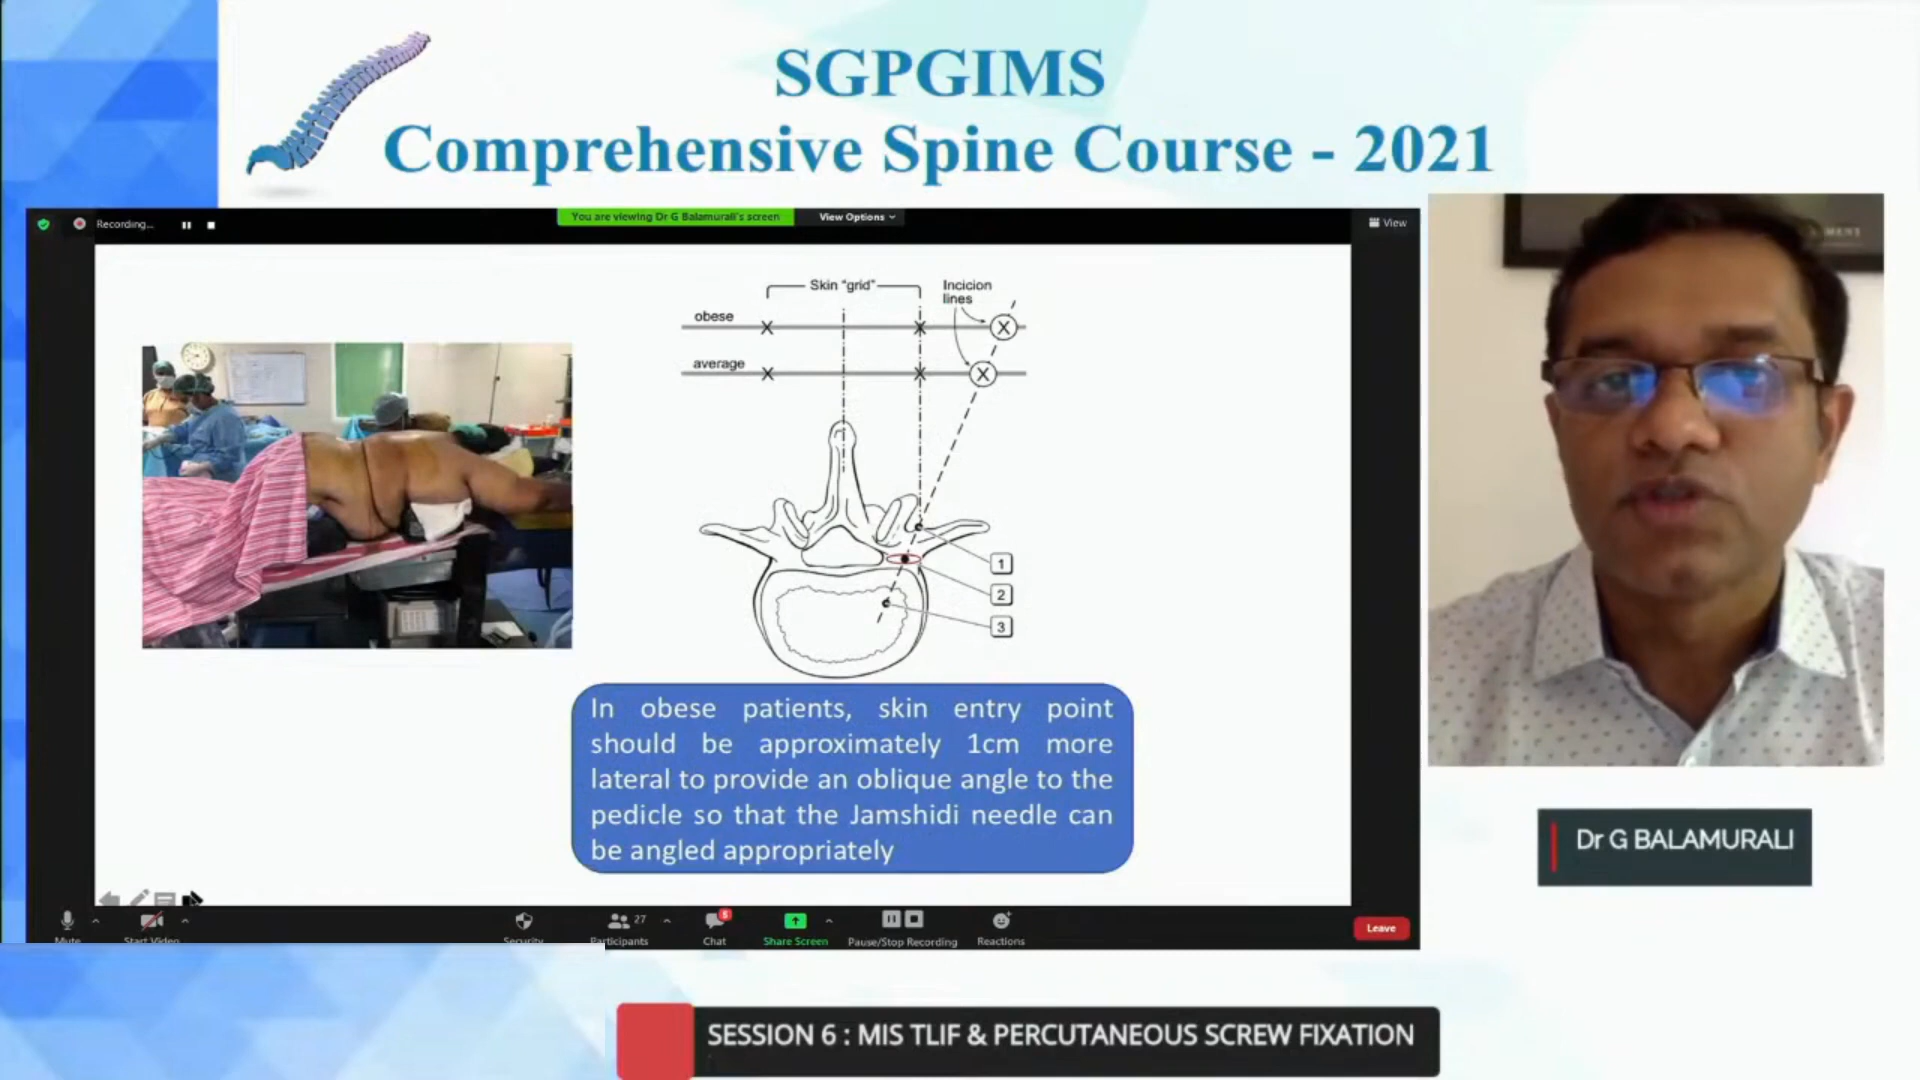 SGPGIMS
Comprehensive Spine Course - 2021
Recording...
You are viewing Dr G Balamurali's screen
View Options
View
Skin "grid"
Incicion
lines
obese
average
1
2
3
In obese patients, skin entry point
should be approximately 1cm more
lateral to provide an oblique angle to the
pedicle so that the Jamshidi needle can
be angled appropriately
Dr G BALAMURALI
Mute
Start Video
Security
Participants
27
Chat
Share Screen
Pause/Stop Recording
Reactions
Leave
SESSION 6 : MIS TLIF & PERCUTANEOUS SCREW FIXATION